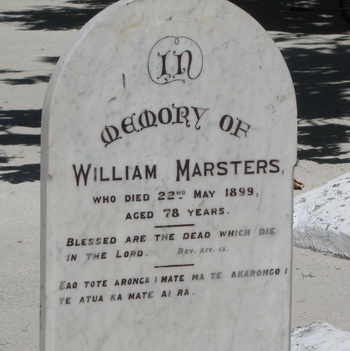 IN
MEMORY OF
WILLIAM MARSTERS,
WHO DIED 22ND MAY 1899,
AGED 78 YEARS.
BLESSED ARE THE DEAD WHICH DIE
IN THE LORD. REV. XIV. 13.
EAO TOTE ARONGA I MATE MA TE AKARONGO I
TE ATUA KA MATE AI RA.